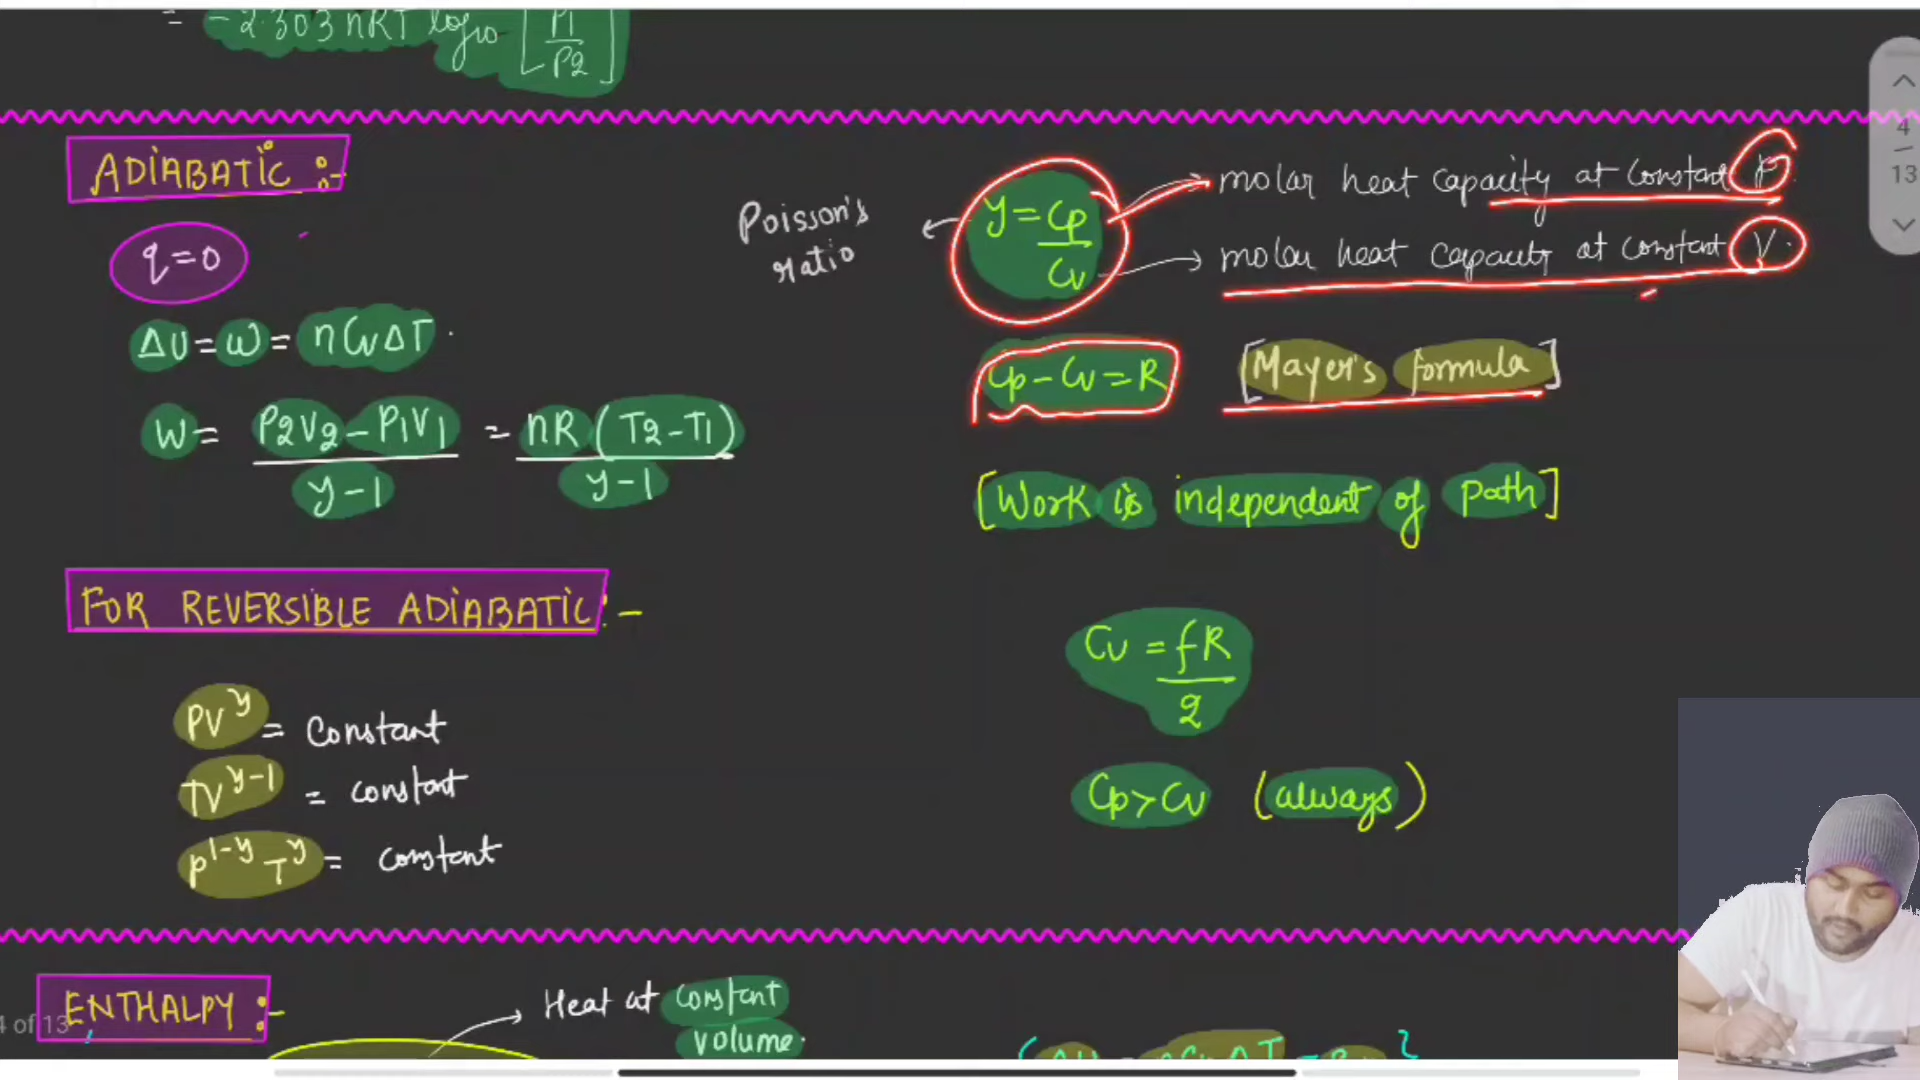 = -2.303 nRT log10 [P1/P2]
ADIABATIC :-
q=0
ΔU=W= nCvΔT
W= P2V2-P1V1 / y-1 = nR (T2-T1) / y-1
Poisson's
ratio
y = Cp / Cv
molar heat capacity at constant P.
molar heat capacity at constant V.
Cp-Cv=R [Mayer's formula]
[Work is independent of path]
FOR REVERSIBLE ADIABATIC :-
PV^y = Constant
TV^y-1 = constant
P^1-y T^y = constant
Cv = fR / 2
Cp>Cv (always)
ENTHALPY :-
Heat at constant
volume.
4
13
4 of 13